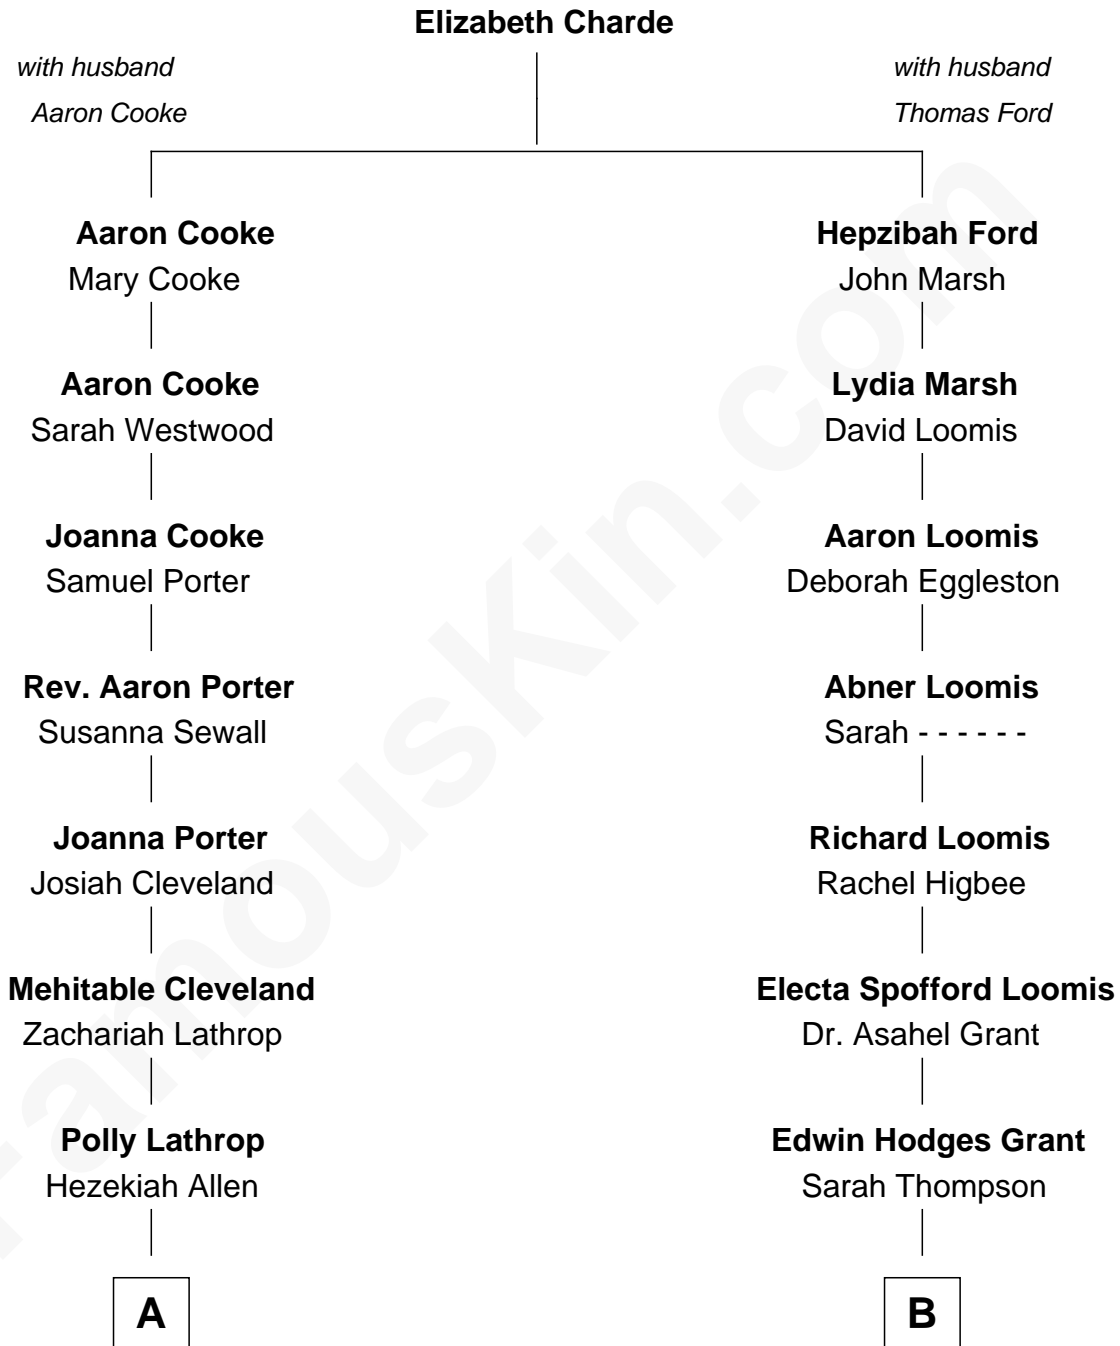 Elizabeth Charde
with husband
Aaron Cooke
with husband
Thomas Ford
Aaron Cooke
Mary Cooke
Hepzibah Ford
John Marsh
Aaron Cooke
Sarah Westwood
Lydia Marsh
David Loomis
Joanna Cooke
Samuel Porter
Aaron Loomis
Deborah Eggleston
Rev. Aaron Porter
Susanna Sewall
Abner Loomis
Sarah - - - - - -
Joanna Porter
Josiah Cleveland
Richard Loomis
Rachel Higbee
Mehitable Cleveland
Zachariah Lathrop
Electa Spofford Loomis
Dr. Asahel Grant
Polly Lathrop
Hezekiah Allen
Edwin Hodges Grant
Sarah Thompson
A
B
FamousKin.com